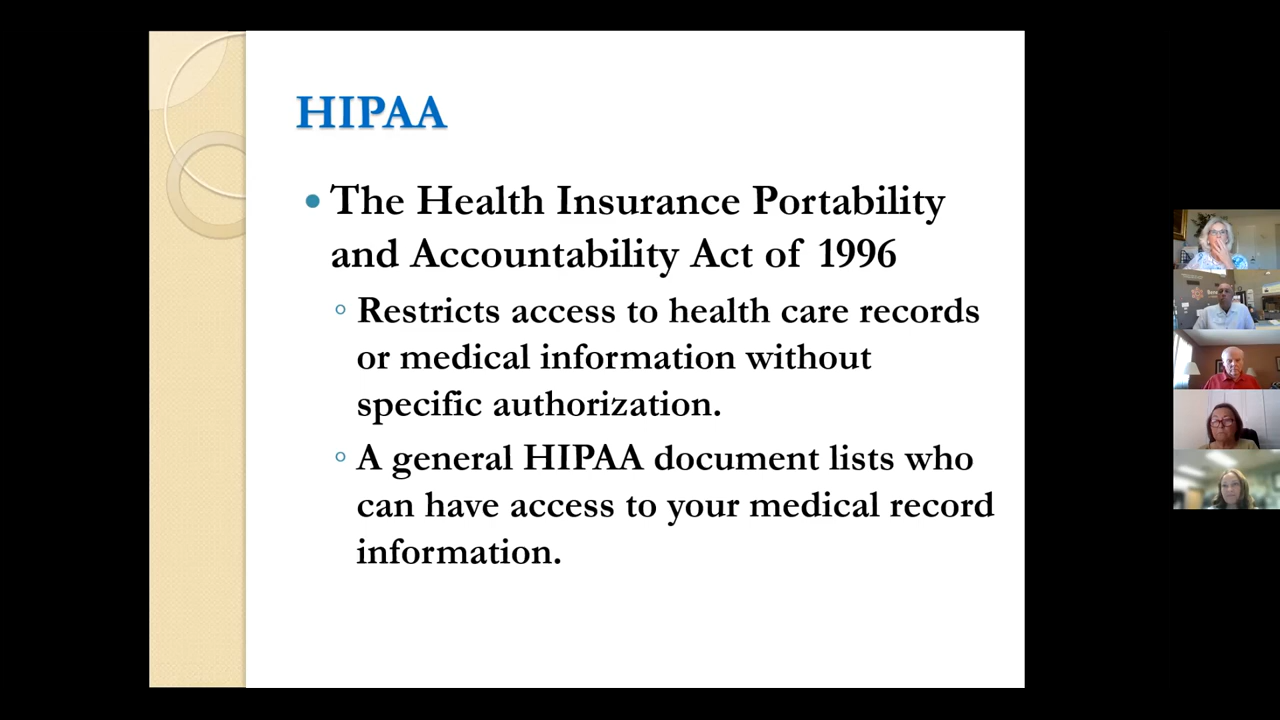 HIPAA
• The Health Insurance Portability
and Accountability Act of 1996
◦ Restricts access to health care records
or medical information without
specific authorization.
◦ A general HIPAA document lists who
can have access to your medical record
information.